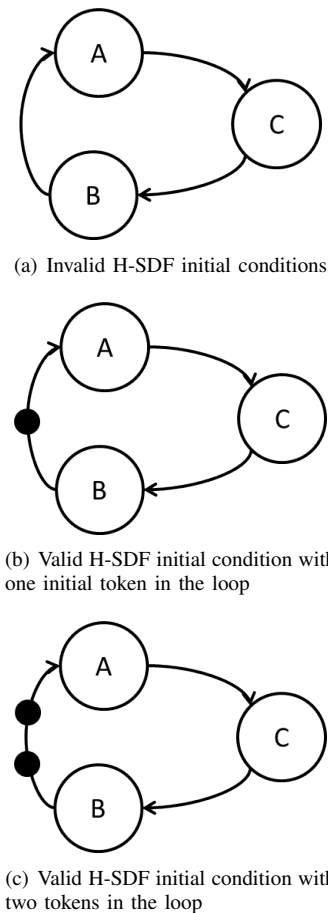 A
C
B
(a) Invalid H-SDF initial conditions
A
C
B
(b) Valid H-SDF initial condition with
one initial token in the loop
A
C
B
(c) Valid H-SDF initial condition with
two tokens in the loop